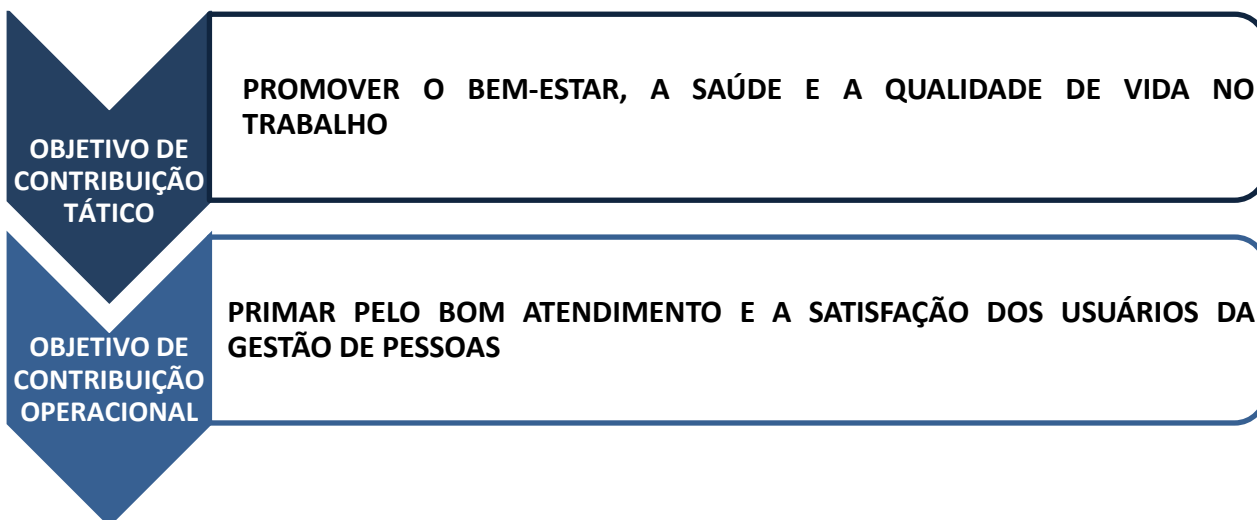 OBJETIVO DE
CONTRIBUIÇÃO
TÁTICO
PROMOVER O BEM-ESTAR, A SAÚDE E A QUALIDADE DE VIDA NO
TRABALHO
OBJETIVO DE
CONTRIBUIÇÃO
OPERACIONAL
PRIMAR PELO BOM ATENDIMENTO E A SATISFAÇÃO DOS USUÁRIOS DA
GESTÃO DE PESSOAS